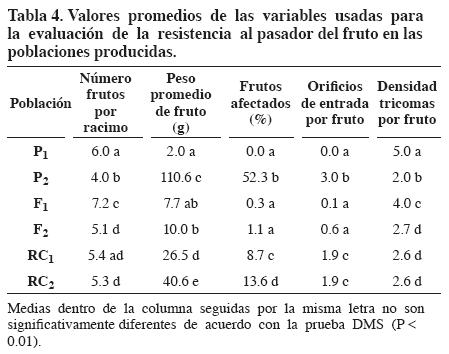 Tabla 4. Valores promedios de las variables usadas para
la evaluación de la resistencia al pasador del fruto en las
poblaciones producidas.
Población Número frutos por racimo Peso promedio de fruto (g) Frutos afectados (%) Orificios de entrada por fruto Densidad tricomas por fruto
P1 6.0 a 2.0 a 0.0 a 0.0 a 5.0 a
P2 4.0 b 110.6 c 52.3 b 3.0 b 2.0 b
F1 7.2 c 7.7 ab 0.3 a 0.1 a 4.0 c
F2 5.1 d 10.0 b 1.1 a 0.6 a 2.7 d
RC1 5.4 ad 26.5 d 8.7 c 1.9 c 2.6 d
RC2 5.3 d 40.6 e 13.6 d 1.9 c 2.6 d
Medias dentro de la columna seguidas por la misma letra no son
significativamente diferentes de acuerdo con la prueba DMS (P <
0.01).